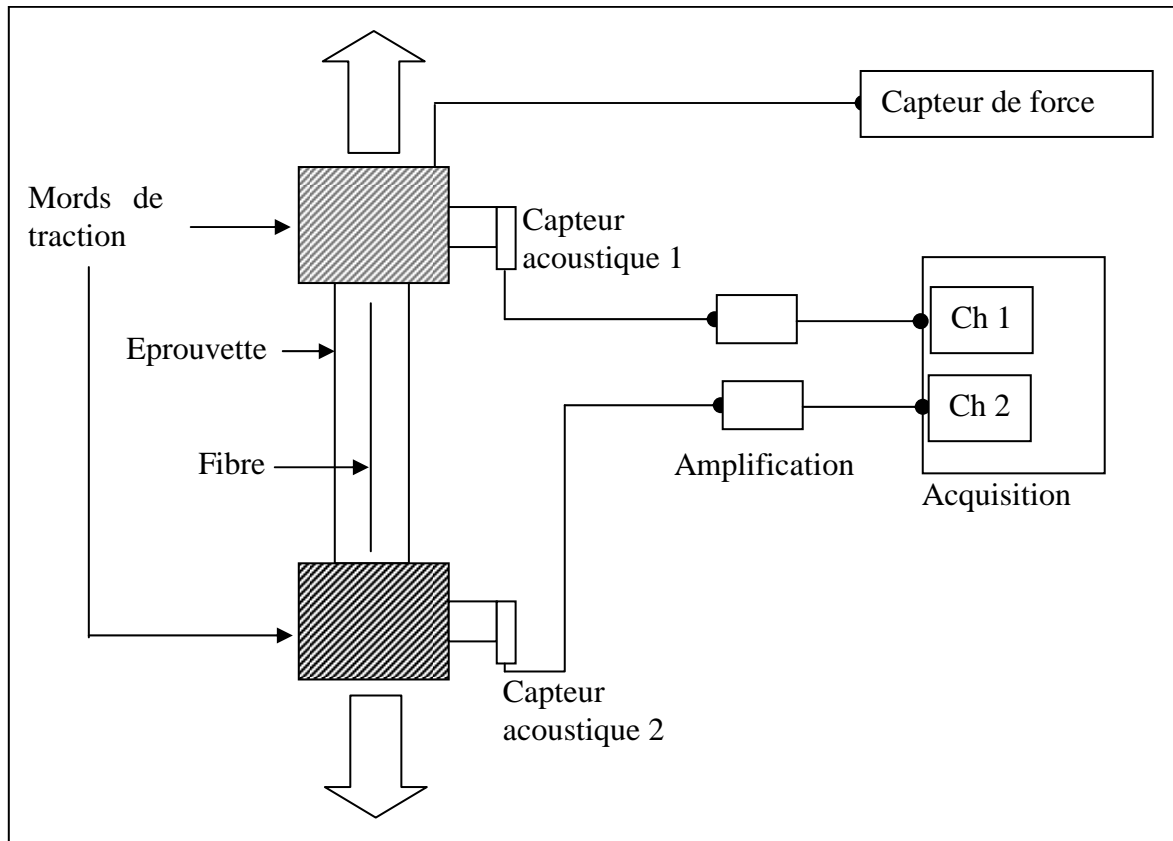 Capteur de force
Mords de
traction
Capteur
acoustique 1
Ch 1
Eprouvette
Ch 2
Fibre
Amplification
Acquisition
Capteur
acoustique 2